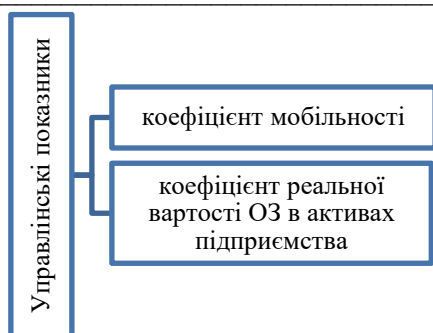 Управлінські показники
коефіцієнт мобільності
коефіцієнт реальної
вартості ОЗ в активах
підприємства